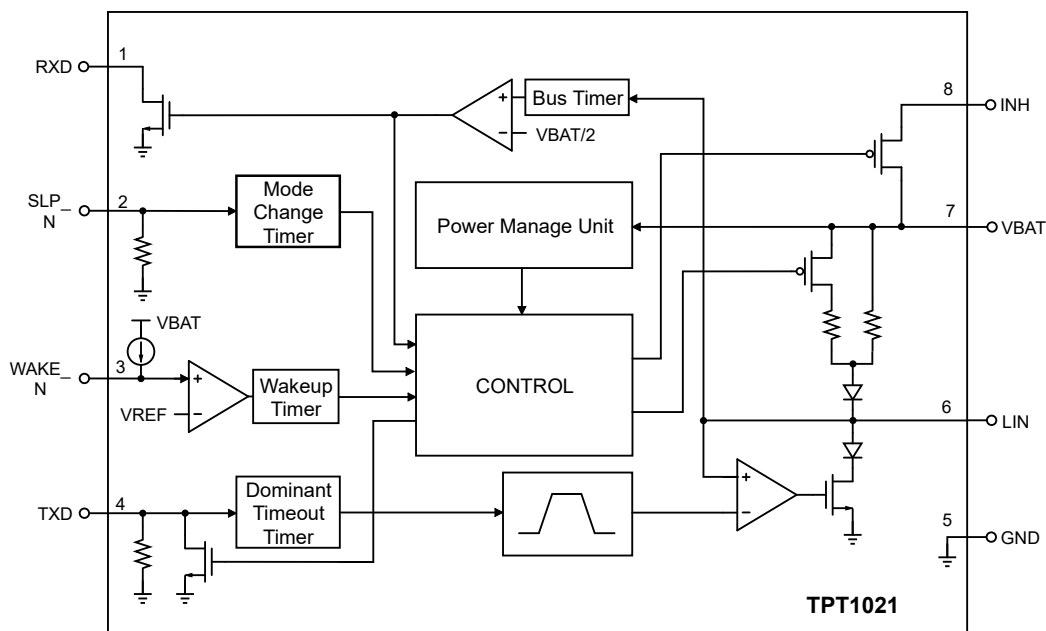 1
RXD
Bus Timer
+
−
VBAT/2
8
INH
SLP_
N
2
Mode
Change
Timer
Power Manage Unit
7
VBAT
VBAT
WAKE_
N
3
+
VREF
−
Wakeup
Timer
CONTROL
6
LIN
TXD
4
Dominant
Timeout
Timer
+
−
5
GND
TPT1021